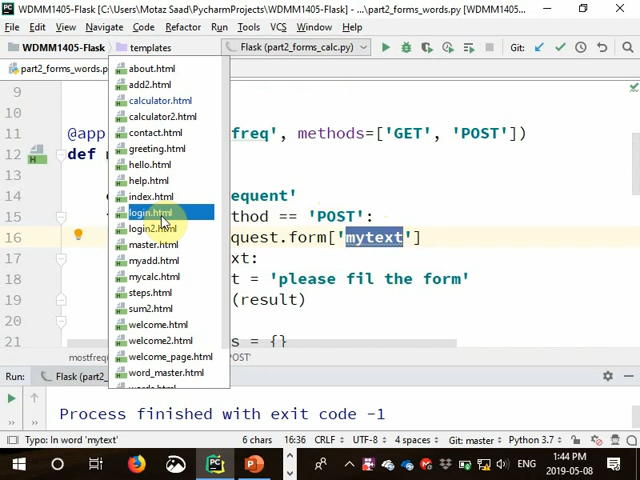 WDMM1405-Flask [C:\Users\Motaz Saad\PycharmProjects\WDMM1405-Flask] - ...\part2_forms_words.py - PyCharm
File Edit View Navigate Code Refactor Run Tools VCS Window Help
WDMM1405-Flask templates Flask (part2_forms_calc.py) Git:
part2_forms_words.p
about.html
add2.html
calculator.html
calculator2.html
contact.html
greeting.html
hello.html
help.html
index.html
login.html
login2.html
master.html
myadd.html
mycalc.html
steps.html
sum2.html
welcome.html
welcome2.html
welcome_page.html
word_master.html
words.html
9
10
11 @app freq', methods=['GET', 'POST'])
12 def
13
14 equent'
15 thod == 'POST':
16 quest.form['mytext']
17 xt:
18 t = 'please fil the form'
19 (result)
20
21 s = {}
mostfreq POST'
Run: Flask (part2_
Process finished with exit code -1
Typo: In word 'mytext' 6 chars 16:36 CRLF UTF-8 4 spaces Git: master Python 3.7
ENG 1:44 PM
2019-05-08